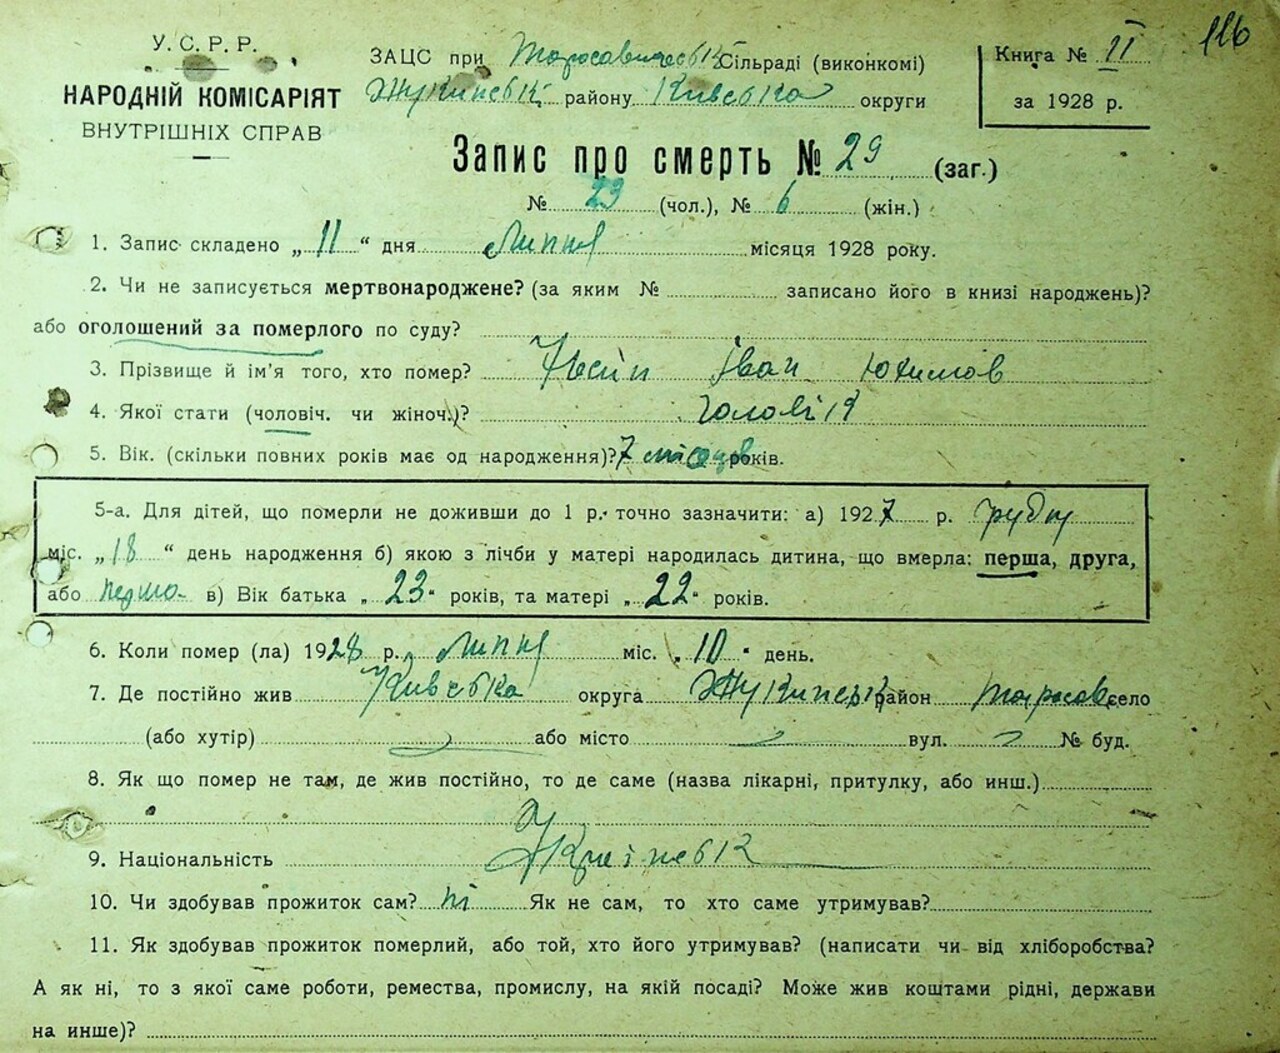 116
У.С.Р.Р.
НАРОДНІЙ КОМІСАРІЯТ
ВНУТРІШНІХ СПРАВ
ЗАЦС при Сільраді (виконкомі)
району Київська округи
Книга № II
за 1928 р.
Запис про смерть № 29 (заг.)
№ 23 (чол.), № 6 (жін.)
1. Запис складено „ 11 “ дня Липня місяця 1928 року.
2. Чи не записується мертвонароджене? (за яким № записано його в книзі народжень)?
або оголошений за померлого по суду?
3. Прізвище й ім'я того, хто помер? Іван Юхимов
4. Якої стати (чоловіч. чи жіноч.)? Чоловіч
5. Вік. (скільки повних років має од народження)? 7 місяців років.
5-а. Для дітей, що померли не доживши до 1 р. точно зазначити: а) 1927 р. грудня
міс. „ 18 “ день народження б) якою з лічби у матері народилась дитина, що вмерла: перша, друга,
або перша в) Вік батька „ 23 “ років, та матері „ 22 “ років.
6. Коли помер (ла) 1928 р. Липня міс. „ 10 “ день.
7. Де постійно жив Київська округа район село
(або хутір) або місто вул. № буд.
8. Як що помер не там, де жив постійно, то де саме (назва лікарні, притулку, або инш.)
9. Національність
10. Чи здобував прожиток сам? ні Як не сам, то хто саме утримував?
11. Як здобував прожиток померлий, або той, хто його утримував? (написати чи від хліборобства?
А як ні, то з якої саме роботи, ремества, промислу, на якій посаді? Може жив коштами рідні, держави
на инше)?